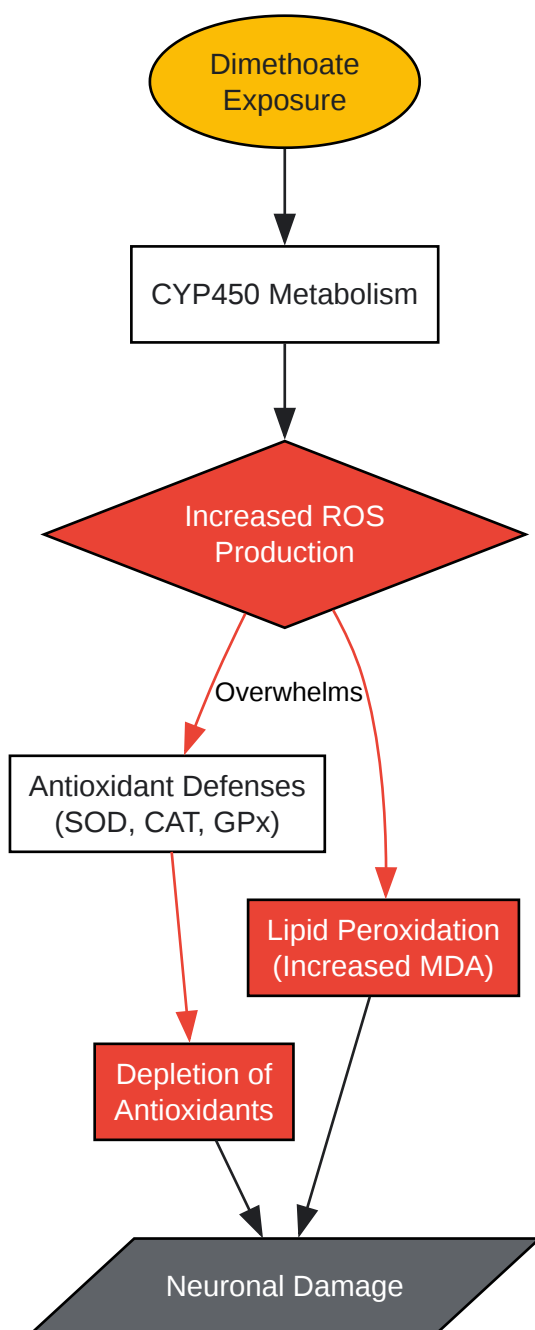 Dimethoate
Exposure
CYP450 Metabolism
Increased ROS
Production
Overwhelms
Antioxidant Defenses
(SOD, CAT, GPx)
Lipid Peroxidation
(Increased MDA)
Depletion of
Antioxidants
Neuronal Damage